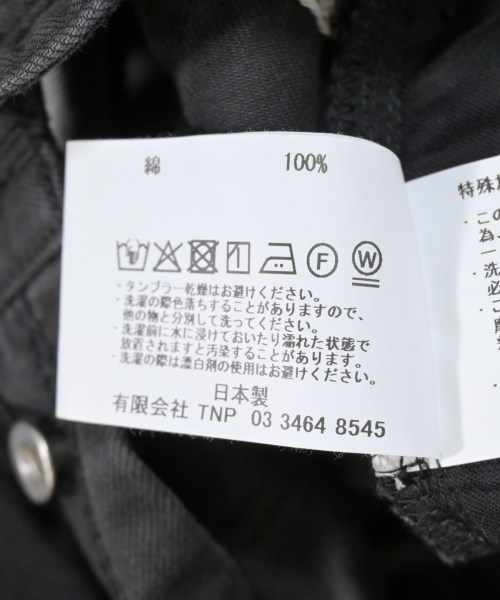 綿 100%
F W
・タンブラー乾燥はお避けください。
・洗濯の際色落ちすることがありますので、
他の物と分別して洗ってください。
・洗濯前に水に浸けておいたり濡れた状態で
放置されますと汚染することがあります。
・洗濯の際は漂白剤の使用はお避けください。
日本製
有限会社 TNP 03 3464 8545
特殊
・この
為、
一
・洗
必
・こ